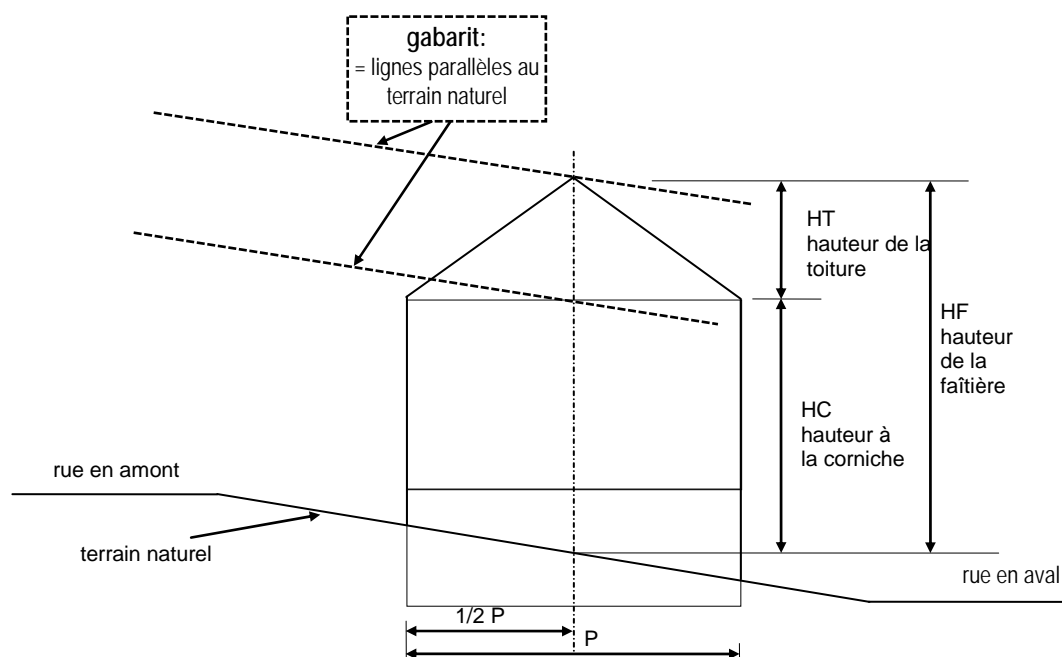 gabarit:
= lignes parallèles au
terrain naturel
HT
hauteur de la
toiture
HF
hauteur
de la
faîtière
HC
hauteur à
la corniche
rue en amont
terrain naturel
rue en aval
1/2 P
P